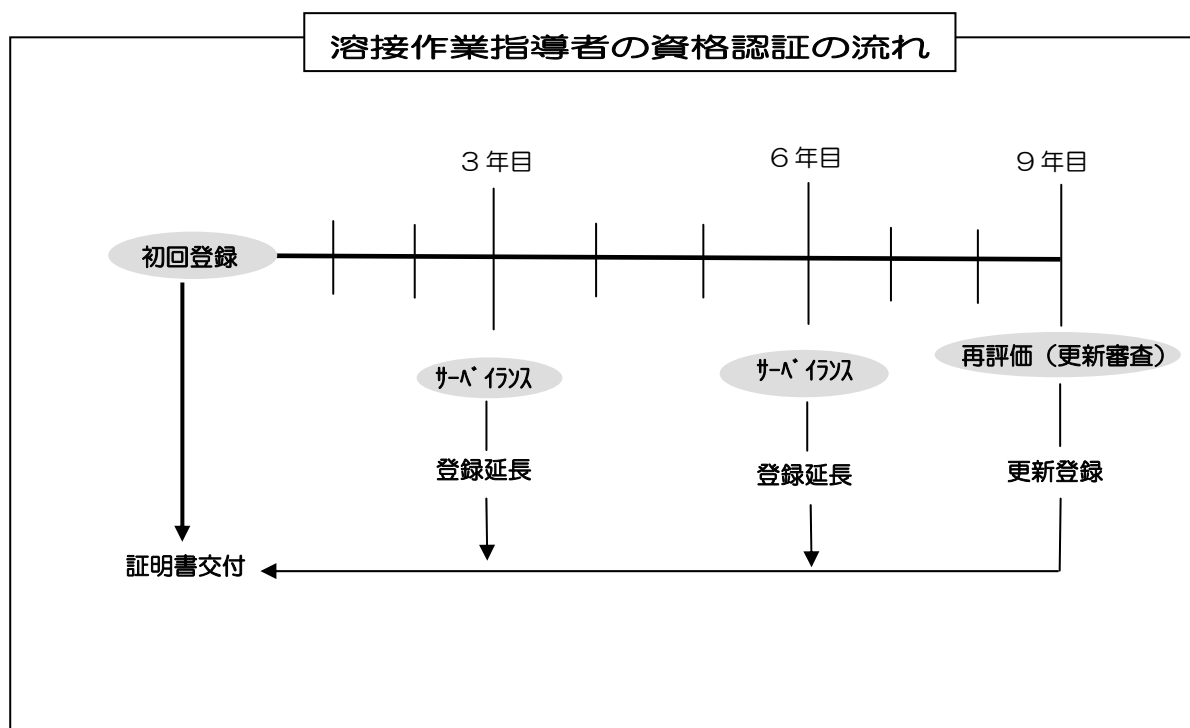 溶接作業指導者の資格認証の流れ
３年目
６年目
９年目
初回登録
ｻｰﾍﾞｲﾗﾝｽ
ｻｰﾍﾞｲﾗﾝｽ
再評価（更新審査）
登録延長
登録延長
更新登録
証明書交付